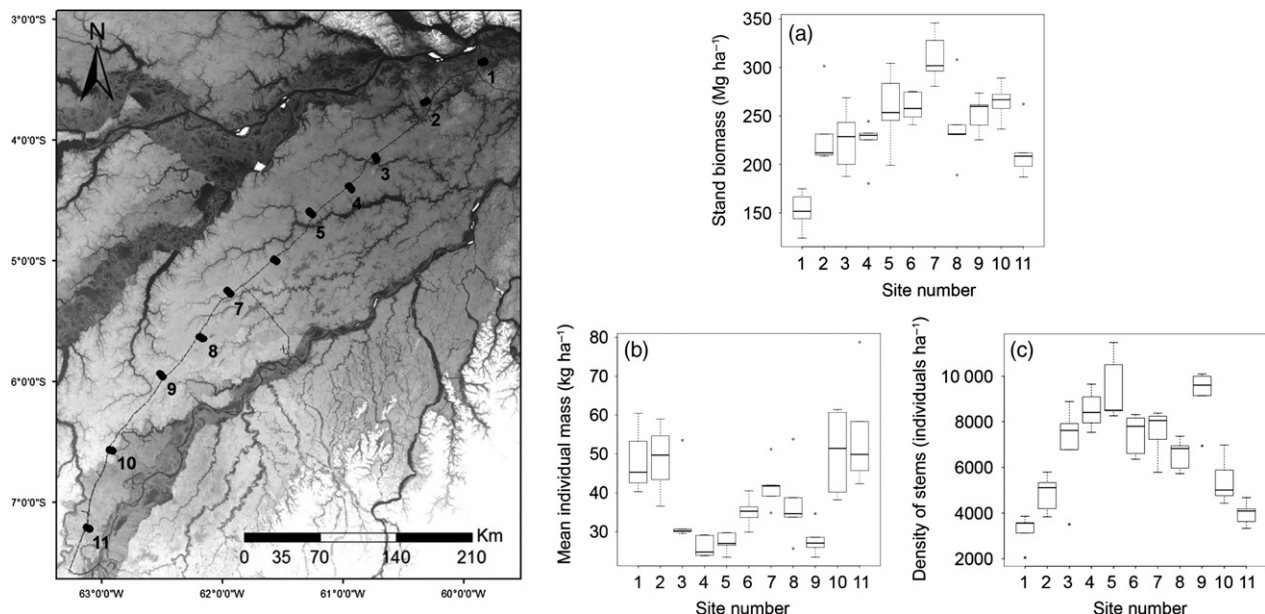 N
3°0'0"S
4°0'0"S
5°0'0"S
6°0'0"S
7°0'0"S
1
2
3
4
5
7
8
9
10
11
Km
0 35 70 140 210
63°0'0"W 62°0'0"W 61°0'0"W 60°0'0"W
(a)
Stand biomass (Mg ha⁻¹)
350
300
250
200
150
1 2 3 4 5 6 7 8 9 10 11
Site number
(b)
Mean individual mass (kg ha⁻¹)
80
70
60
50
40
30
1 2 3 4 5 6 7 8 9 10 11
Site number
(c)
Density of stems (individuals ha⁻¹)
10 000
8000
6000
4000
2000
1 2 3 4 5 6 7 8 9 10 11
Site number